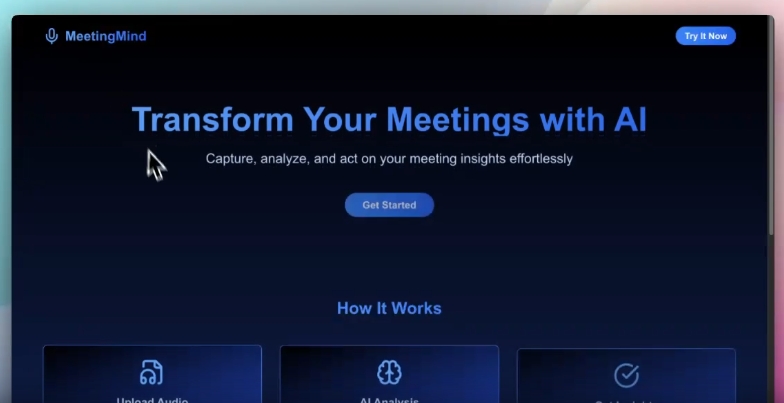 MeetingMind
Try It Now
Transform Your Meetings with AI
Capture, analyze, and act on your meeting insights effortlessly
Get Started
How It Works
Upload Audio
AI Analysis